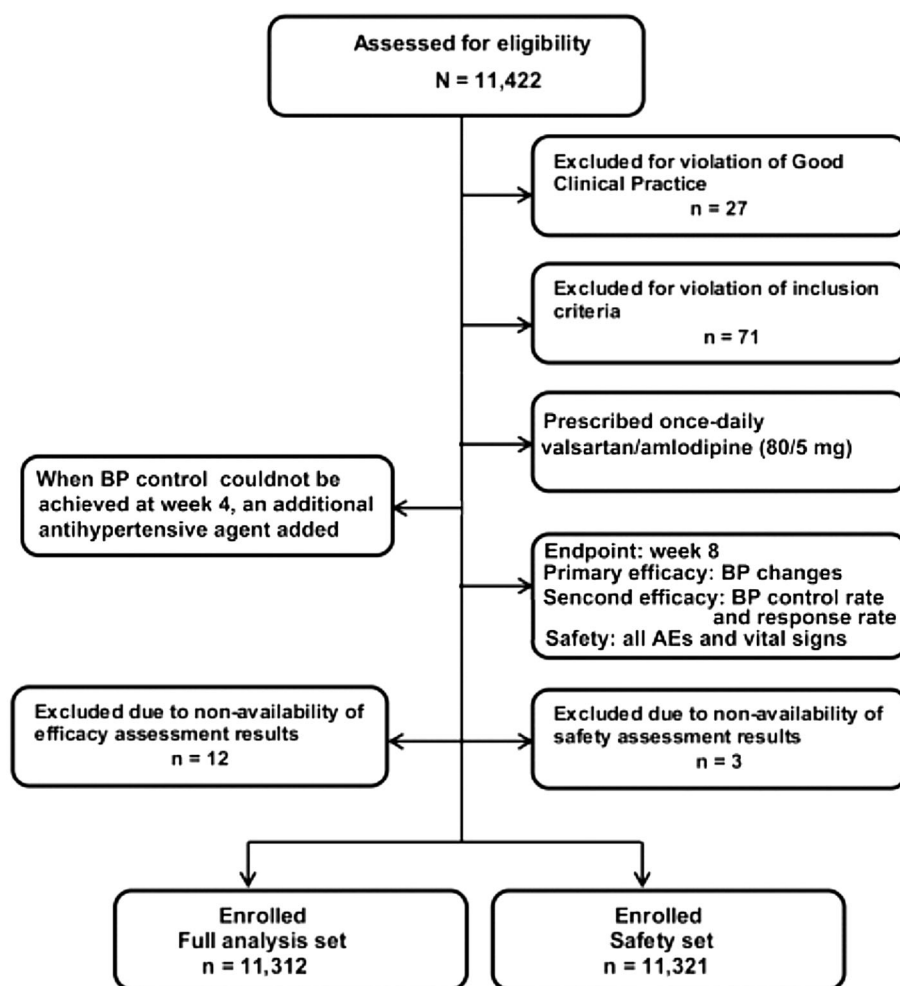 Assessed for eligibility
N = 11,422
Excluded for violation of Good
Clinical Practice
n = 27
Excluded for violation of inclusion
criteria
n = 71
Prescribed once-daily
valsartan/amlodipine (80/5 mg)
When BP control couldnot be
achieved at week 4, an additional
antihypertensive agent added
Endpoint: week 8
Primary efficacy: BP changes
Sencond efficacy: BP control rate
and response rate
Safety: all AEs and vital signs
Excluded due to non-availability of
efficacy assessment results
n = 12
Excluded due to non-availability of
safety assessment results
n = 3
Enrolled
Full analysis set
n = 11,312
Enrolled
Safety set
n = 11,321